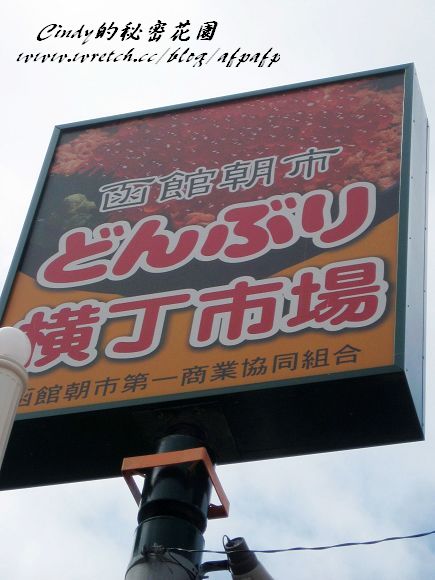 Cindy的秘密花園
www.wretch.cc/blog/afpafp
函館朝市
どんぶり
横丁市場
函館朝市第一商業協同組合